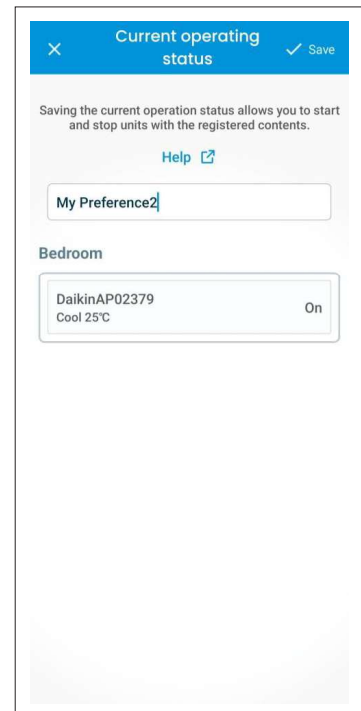 Current operating
status
Save
Saving the current operation status allows you to start
and stop units with the registered contents.
Help
My Preference2
Bedroom
DaikinAP02379
Cool 25℃
On